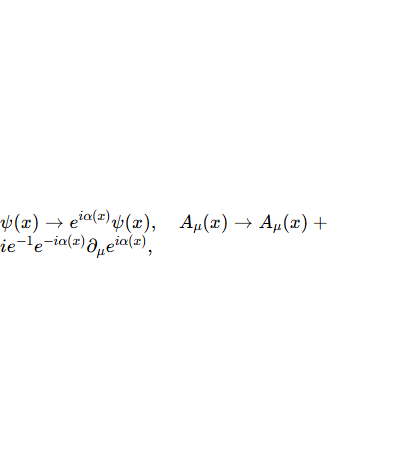 ψ(x) → e^{iα(x)}ψ(x), A_μ(x) → A_μ(x) +
ie^{−1}e^{−iα(x)}∂_μe^{iα(x)},